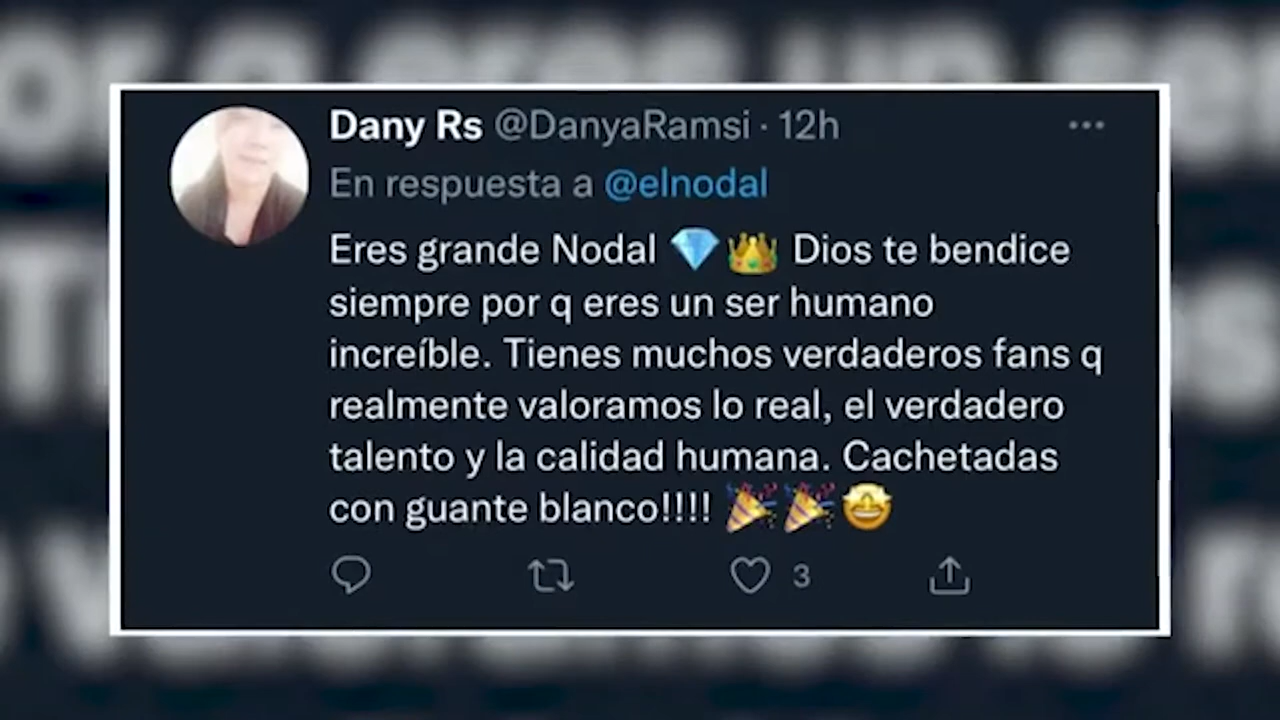 Dany Rs @DanyaRamsi · 12h
En respuesta a @elnodal
Eres grande Nodal 💎👑 Dios te bendice
siempre por q eres un ser humano
increíble. Tienes muchos verdaderos fans q
realmente valoramos lo real, el verdadero
talento y la calidad humana. Cachetadas
con guante blanco!!!! 🎉🎉🤩
3